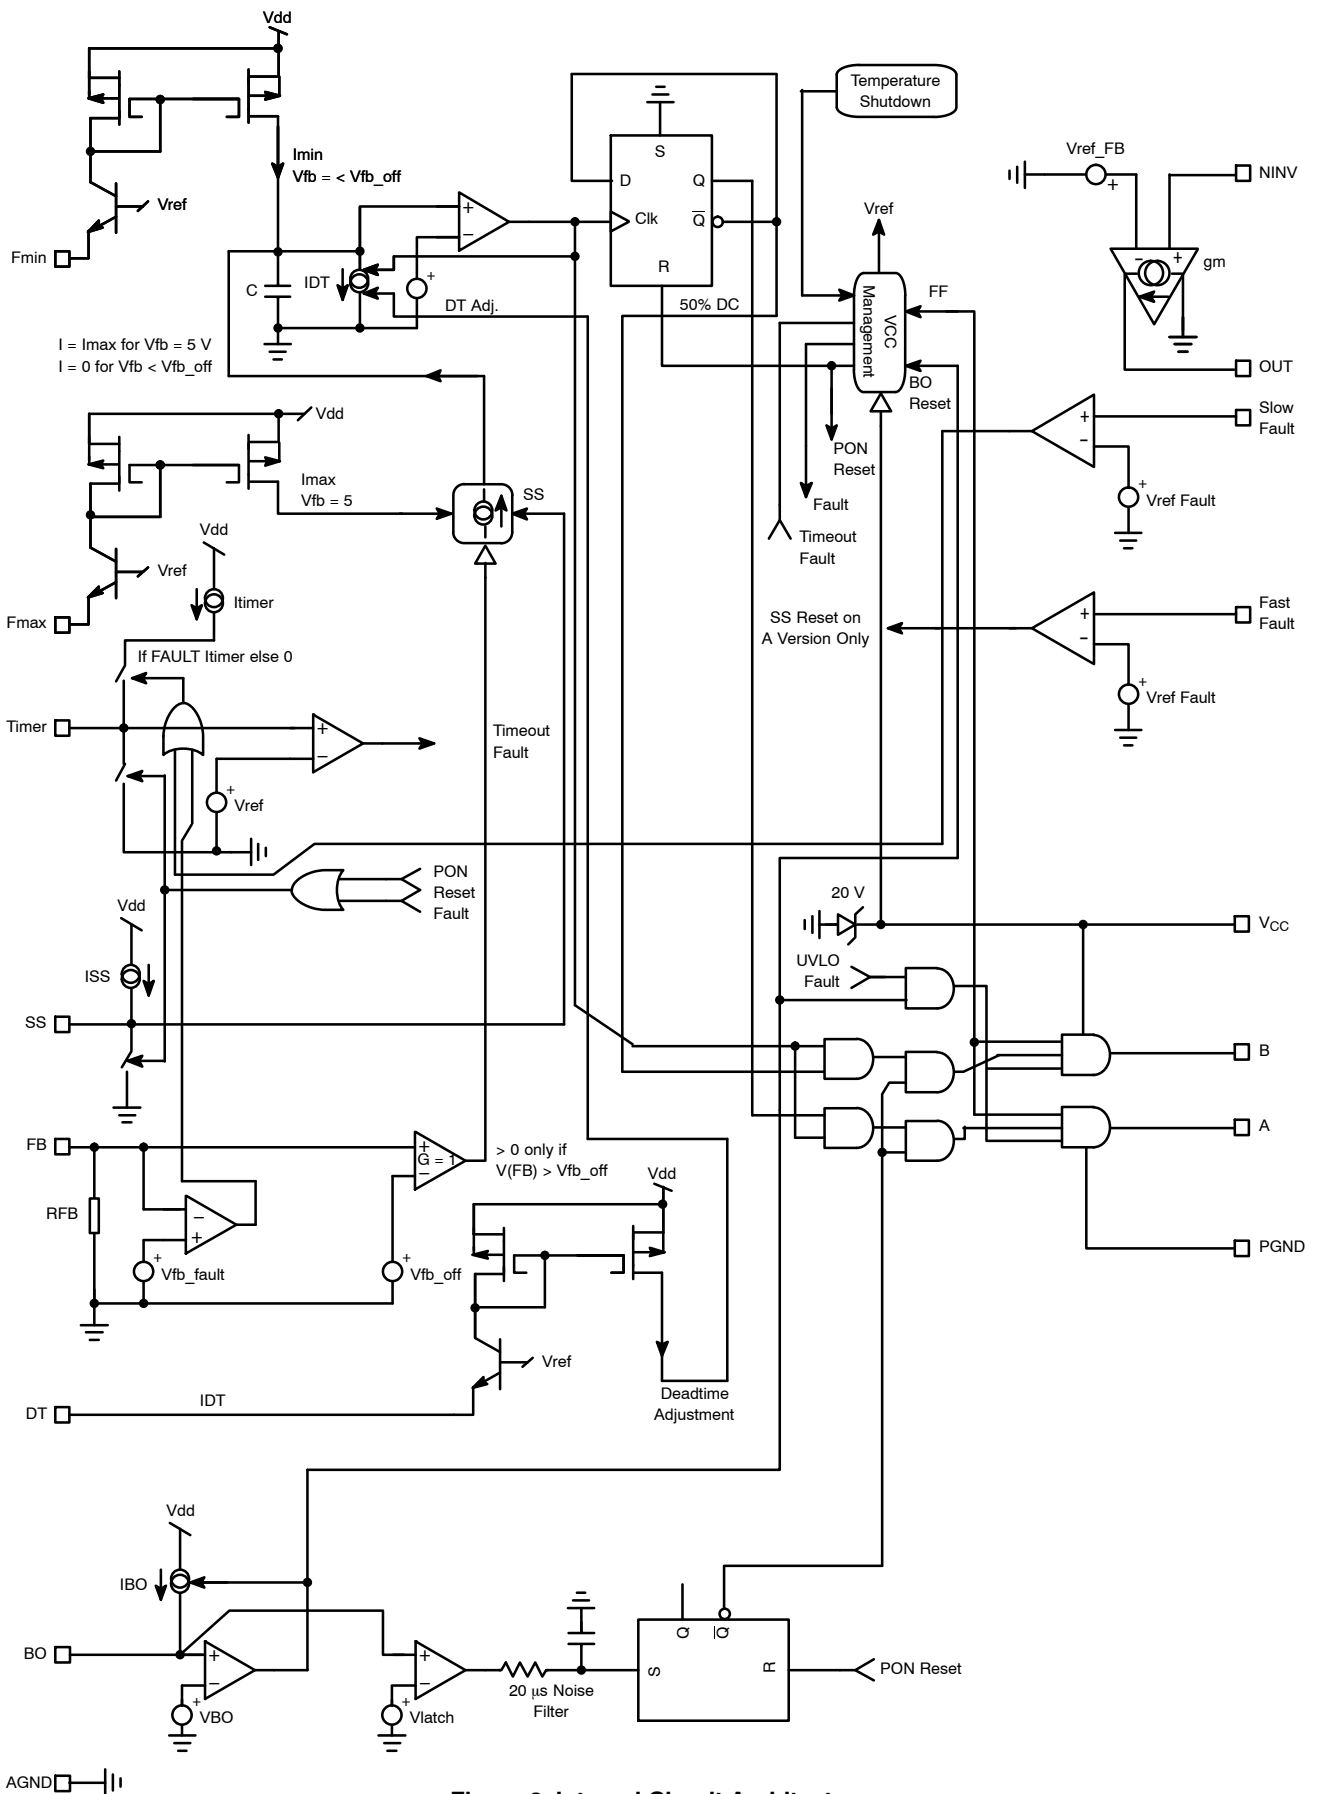 Vdd
Temperature
Shutdown
Imin
Vfb = < Vfb_off
Vref
Fmin
C
IDT
+
−
+
DT Adj.
S
D
Q
Clk
Q
R
50% DC
Vref
VCC
Management
FF
BO
Reset
PON
Reset
Fault
Timeout
Fault
Vref_FB
+
NINV
- +
gm
OUT
I = Imax for Vfb = 5 V
I = 0 for Vfb < Vfb_off
Vdd
Imax
Vfb = 5
SS
Vref
Fmax
Vdd
Itimer
If FAULT Itimer else 0
Slow
Fault
+
-
+
Vref Fault
Fast
Fault
+
-
+
Vref Fault
SS Reset on
A Version Only
Timer
+
−
Timeout
Fault
+
Vref
PON
Reset
Fault
Vdd
ISS
SS
20 V
VCC
UVLO
Fault
B
A
PGND
FB
+
G = 1
−
> 0 only if
V(FB) > Vfb_off
RFB
−
+
+
Vfb_fault
+
Vfb_off
Vdd
Vref
Deadtime
Adjustment
DT
IDT
Vdd
IBO
BO
+
−
+
VBO
+
−
+
Vlatch
20 μs Noise
Filter
Q
Q
S
R
PON Reset
AGND